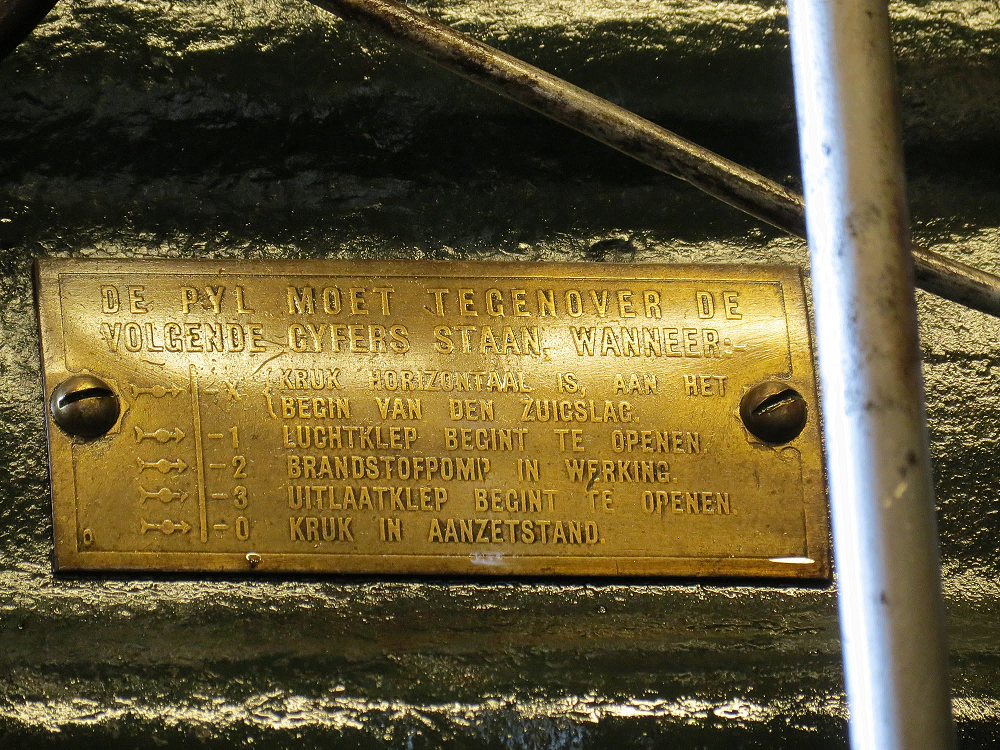 DE PYL MOET TEGENOVER DE
VOLGENDE CYFERS STAAN, WANNEER:-
-X KRUK HORIZONTAAL IS, AAN HET
BEGIN VAN DEN ZUIGSLAG.
-1 LUCHTKLEP BEGINT TE OPENEN.
-2 BRANDSTOFPOMP IN WERKING.
-3 UITLAATKLEP BEGINT TE OPENEN.
-0 KRUK IN AANZETSTAND.